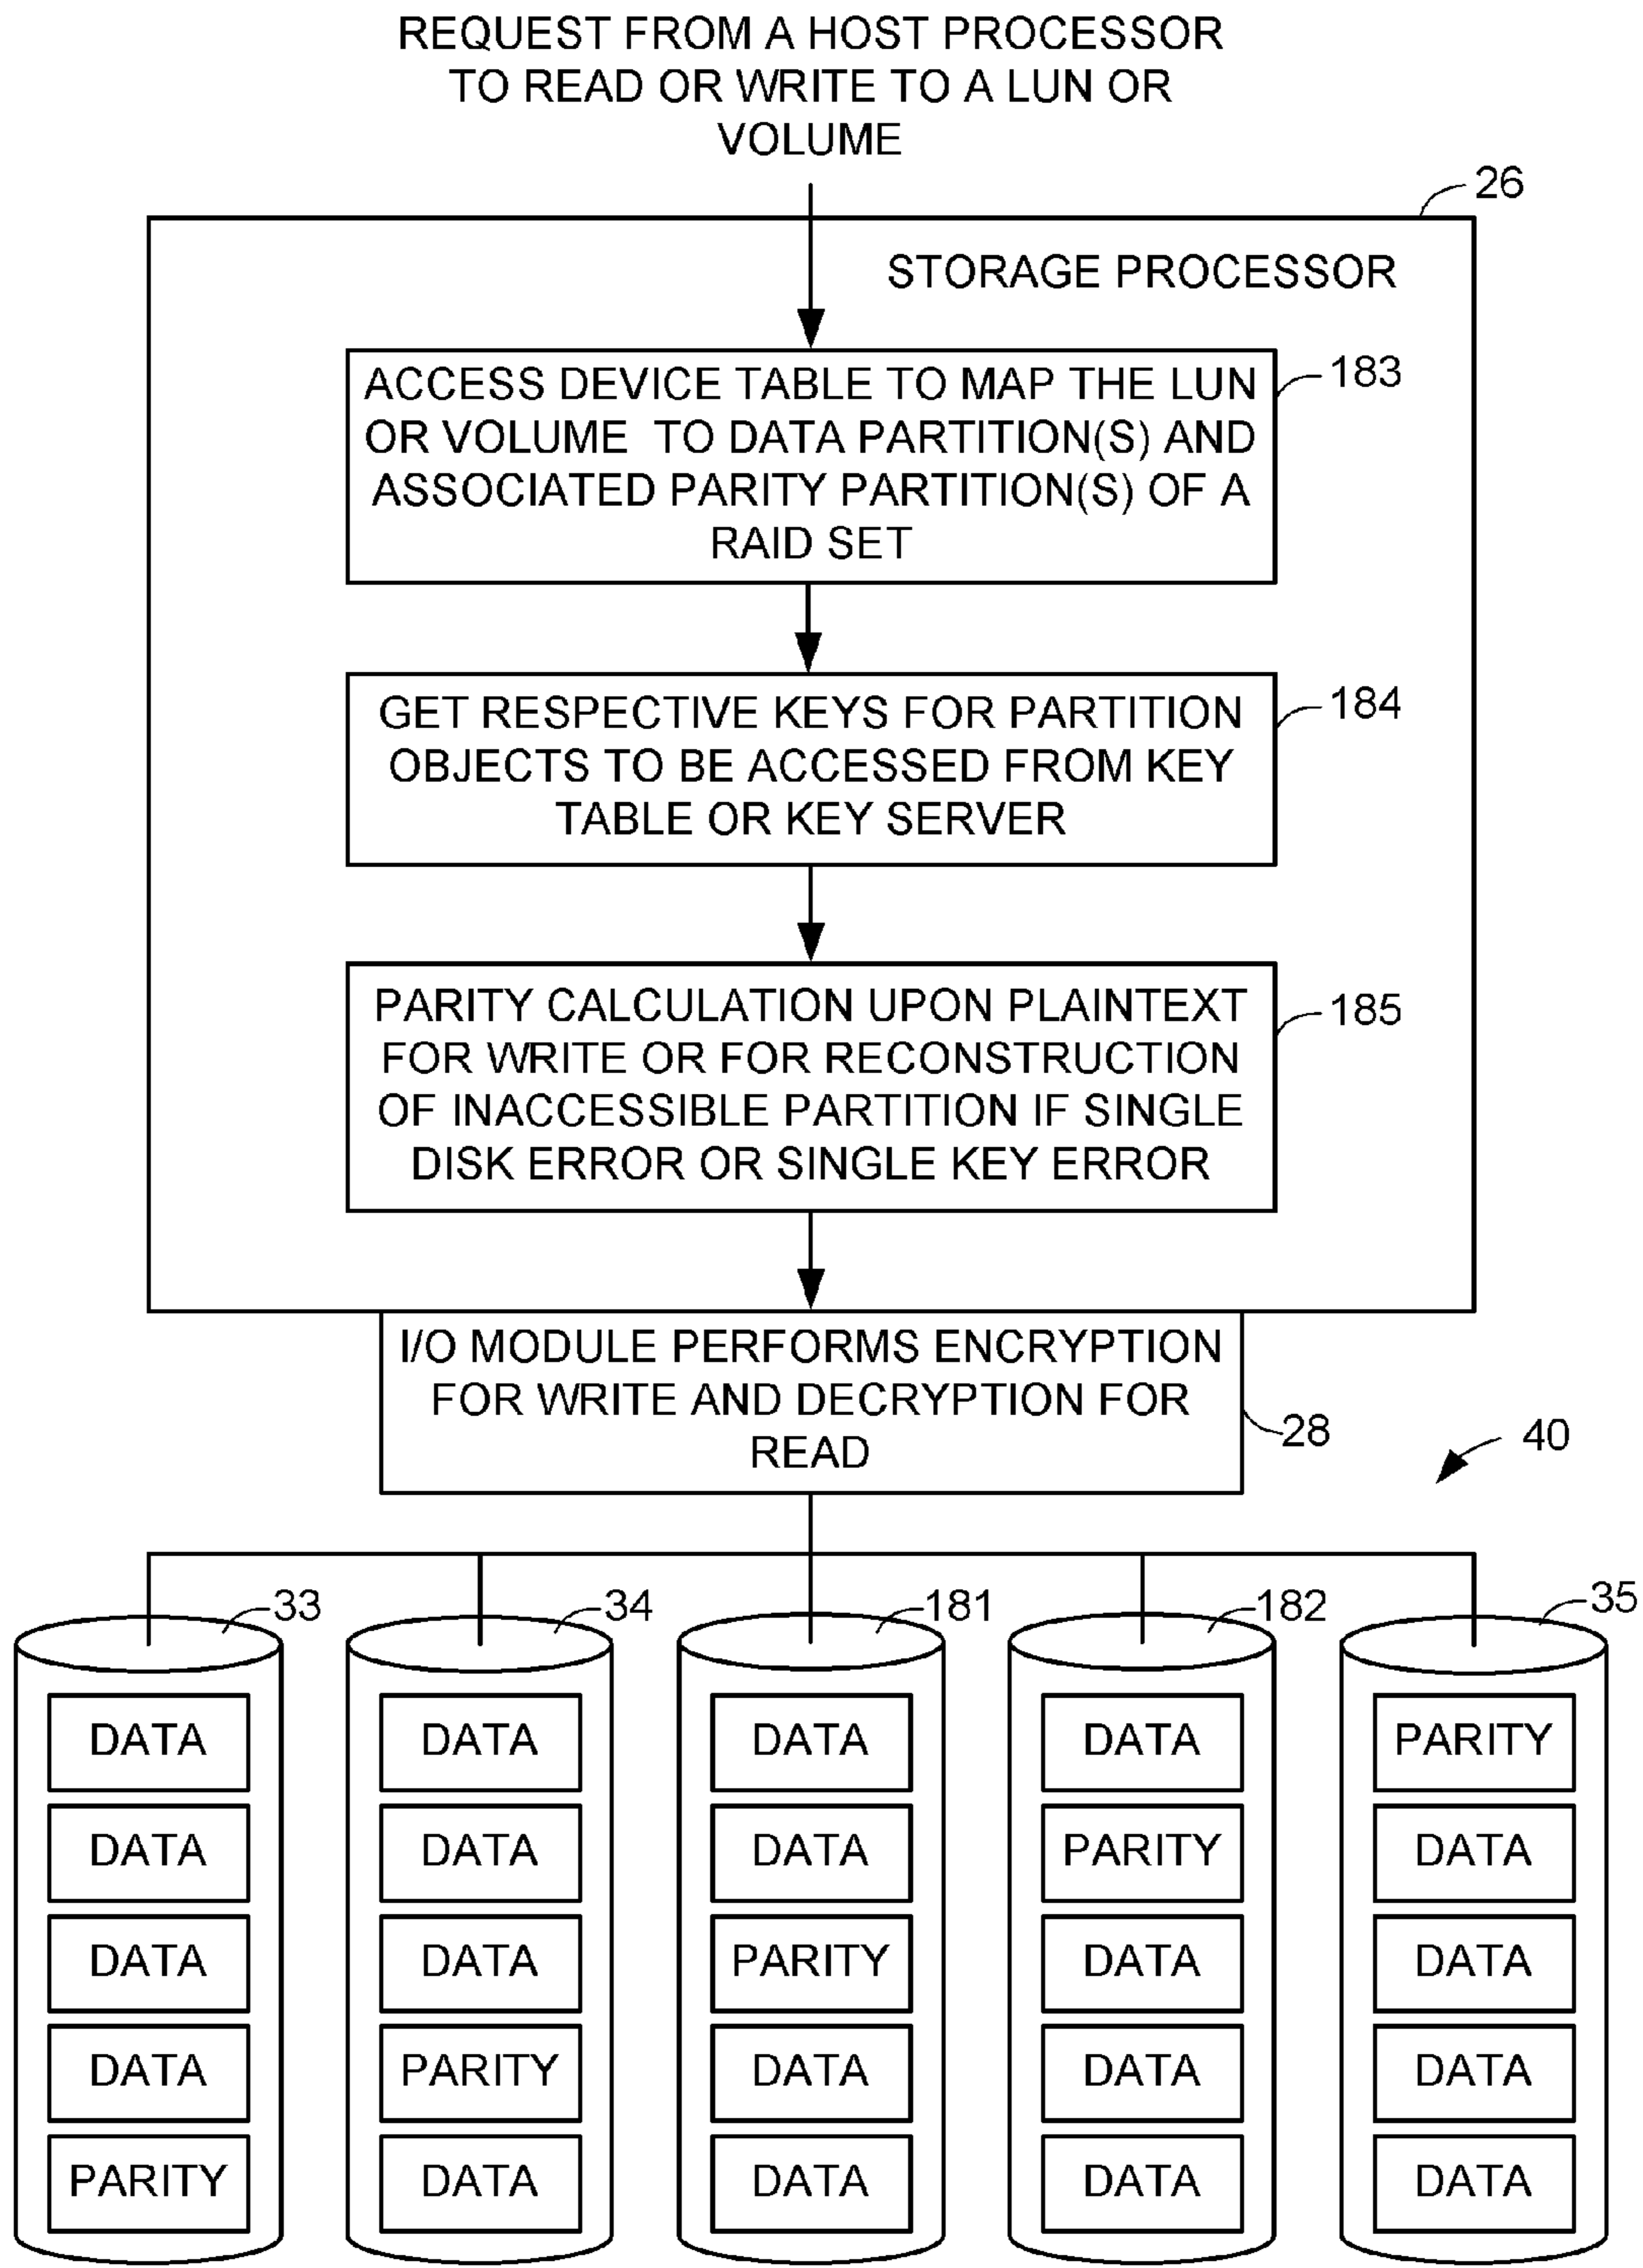 REQUEST FROM A HOST PROCESSOR
TO READ OR WRITE TO A LUN OR
VOLUME
26
STORAGE PROCESSOR
ACCESS DEVICE TABLE TO MAP THE LUN
OR VOLUME TO DATA PARTITION(S) AND
ASSOCIATED PARITY PARTITION(S) OF A
RAID SET
183
GET RESPECTIVE KEYS FOR PARTITION
OBJECTS TO BE ACCESSED FROM KEY
TABLE OR KEY SERVER
184
PARITY CALCULATION UPON PLAINTEXT
FOR WRITE OR FOR RECONSTRUCTION
OF INACCESSIBLE PARTITION IF SINGLE
DISK ERROR OR SINGLE KEY ERROR
185
I/O MODULE PERFORMS ENCRYPTION
FOR WRITE AND DECRYPTION FOR
READ
28
40
33 34 181 182 35
DATA DATA DATA DATA PARITY
DATA DATA DATA PARITY DATA
DATA DATA PARITY DATA DATA
DATA PARITY DATA DATA DATA
PARITY DATA DATA DATA DATA